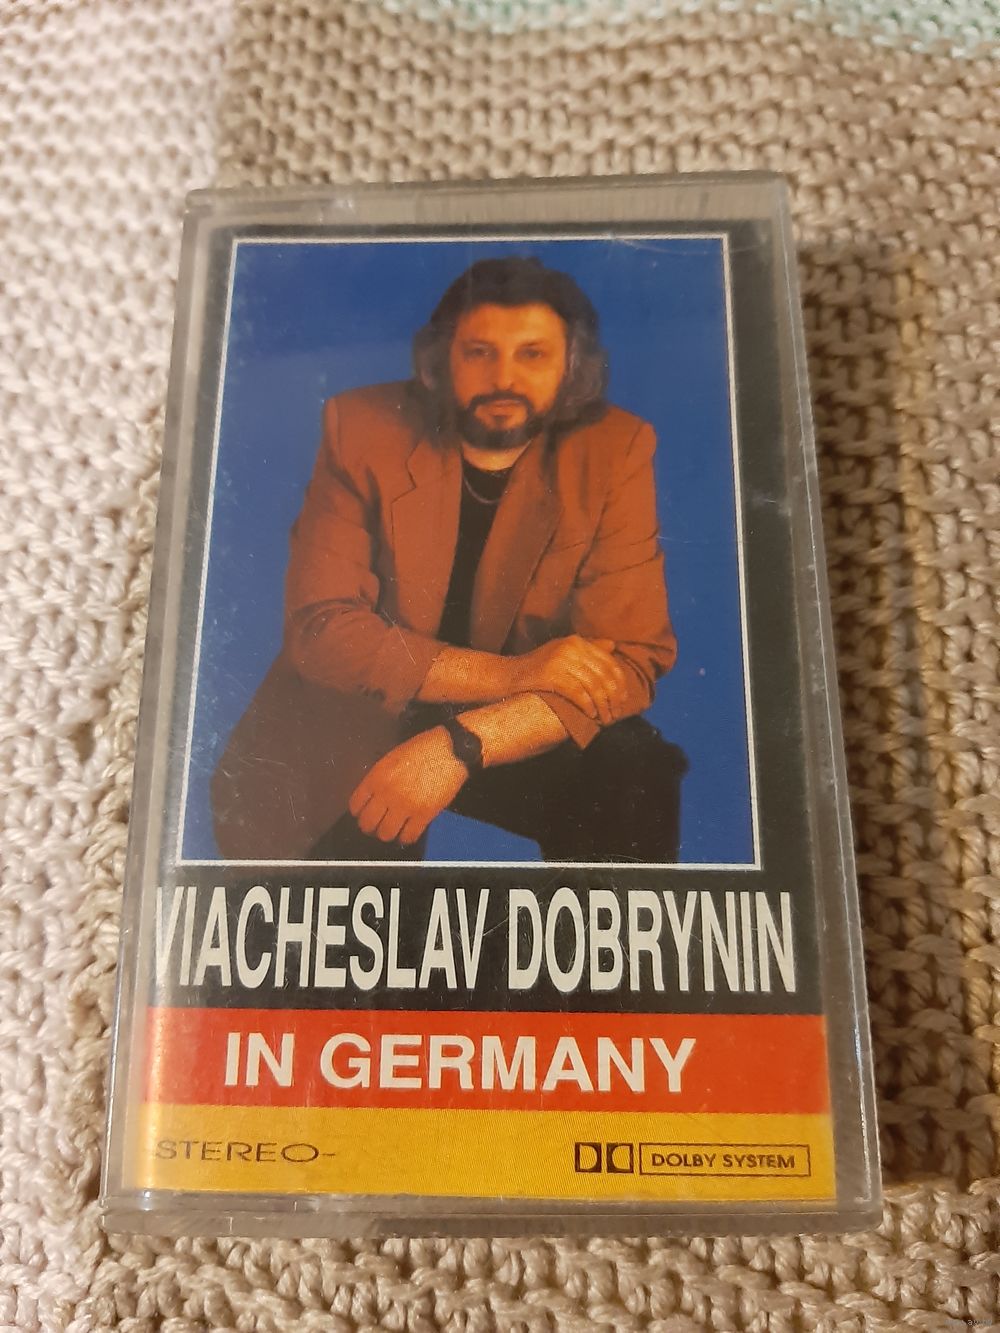 VIACHESLAV DOBRYNIN
IN GERMANY
STEREO-
DOLBY SYSTEM